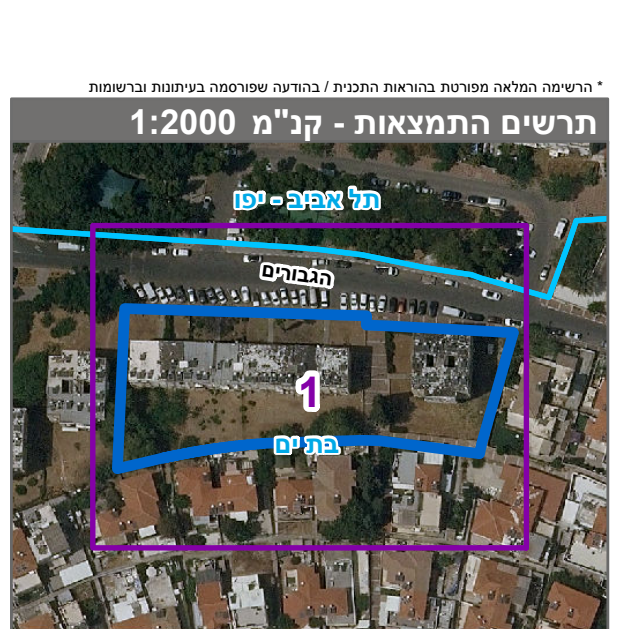 * הרשימה המלאה מפורטת בהוראות התכנית / בהודעה שפורסמה בעיתונות וברשומות
תרשים התמצאות - קנ"מ 1:2000
תל אביב - יפו
הגבורים
1
בת ים